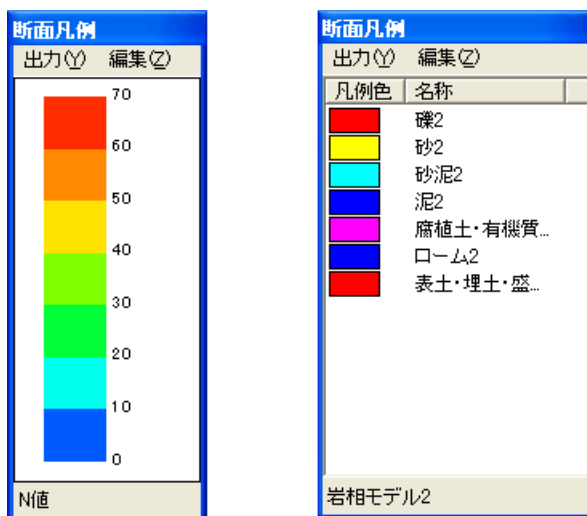 断面凡例
出力(Y) 編集(Z)
70
60
50
40
30
20
10
0
N値
断面凡例
出力(Y) 編集(Z)
凡例色 名称
礫2
砂2
砂泥2
泥2
腐植土・有機質...
ローム2
表土・埋土・盛...
岩相モデル2